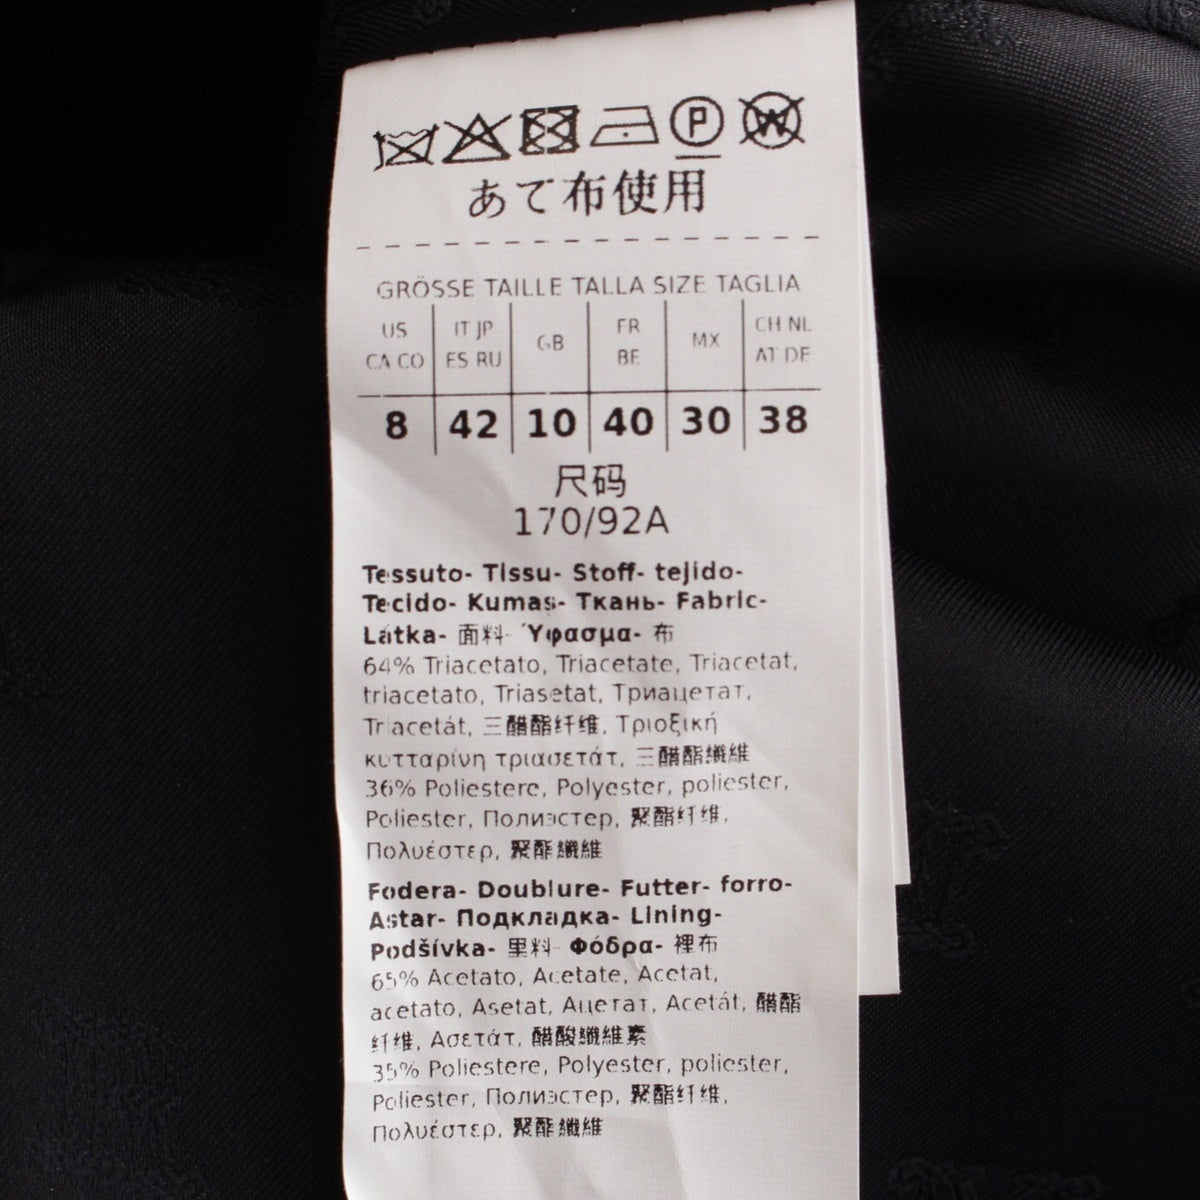 P W
あて布使用
GRÖSSE TAILLE TALLA SIZE TAGLIA
US CA CO | IT JP ES RU | GB | FR BE | MX | CH NL AT DE
8 | 42 | 10 | 40 | 30 | 38
尺码
170/92A
Tessuto- Tissu- Stoff- tejido-
Tecido- Kumas- Ткань- Fabric-
Látka- 面料- Ύφασμα- 布
64% Triacetato, Triacetate, Triacetat,
triacetato, Triasetat, Триацетат,
Triacetát, 三醋酯纤维, Τριοξική
κυτταρίνη τριασετάτ, 三醋酯纖維
36% Poliestere, Polyester, poliester,
Poliester, Полиэстер, 聚酯纤维,
Πολυέστερ, 聚酯纖維
Fodera- Doublure- Futter- forro-
Astar- Подкладка- Lining-
Podšívka- 里料- Φόδρα- 裡布
65% Acetato, Acetate, Acetat,
acetato, Asetat, Ацетат, Acetát, 醋酯
纤维, Ασετάτ, 醋酸纖維素
35% Poliestere, Polyester, poliester,
Poliester, Полиэстер, 聚酯纤维,
Πολυέστερ, 聚酯纖維